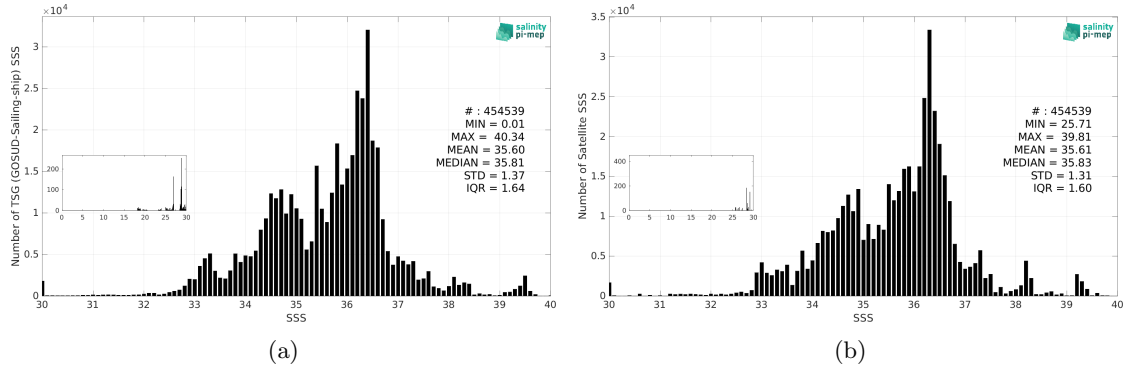 ×10⁴
3
2.5
2
1.5
1
0.5
0
Number of TSG (GOSUD-Sailing-ship) SSS
30 31 32 33 34 35 36 37 38 39 40
SSS
salinity
pi-mep
# : 454539
MIN = 0.01
MAX = 40.34
MEAN = 35.60
MEDIAN = 35.81
STD = 1.37
IQR = 1.64
200
100
0
0 5 10 15 20 25 30
(a)
×10⁴
3.5
3
2.5
2
1.5
1
0.5
0
Number of Satellite SSS
30 31 32 33 34 35 36 37 38 39 40
SSS
salinity
pi-mep
# : 454539
MIN = 25.71
MAX = 39.81
MEAN = 35.61
MEDIAN = 35.83
STD = 1.31
IQR = 1.60
400
200
0
0 5 10 15 20 25 30
(b)